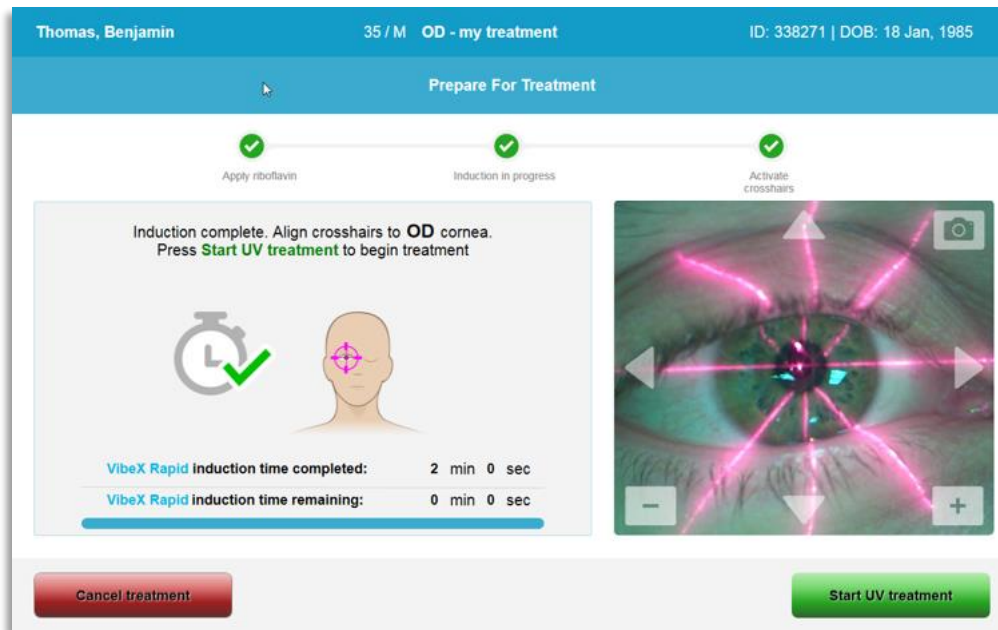 Thomas, Benjamin 35 / M OD - my treatment ID: 338271 | DOB: 18 Jan, 1985
Prepare For Treatment
Apply riboflavin
Induction in progress
Activate
crosshairs
Induction complete. Align crosshairs to OD cornea.
Press Start UV treatment to begin treatment
VibeX Rapid induction time completed: 2 min 0 sec
VibeX Rapid induction time remaining: 0 min 0 sec
Cancel treatment
Start UV treatment